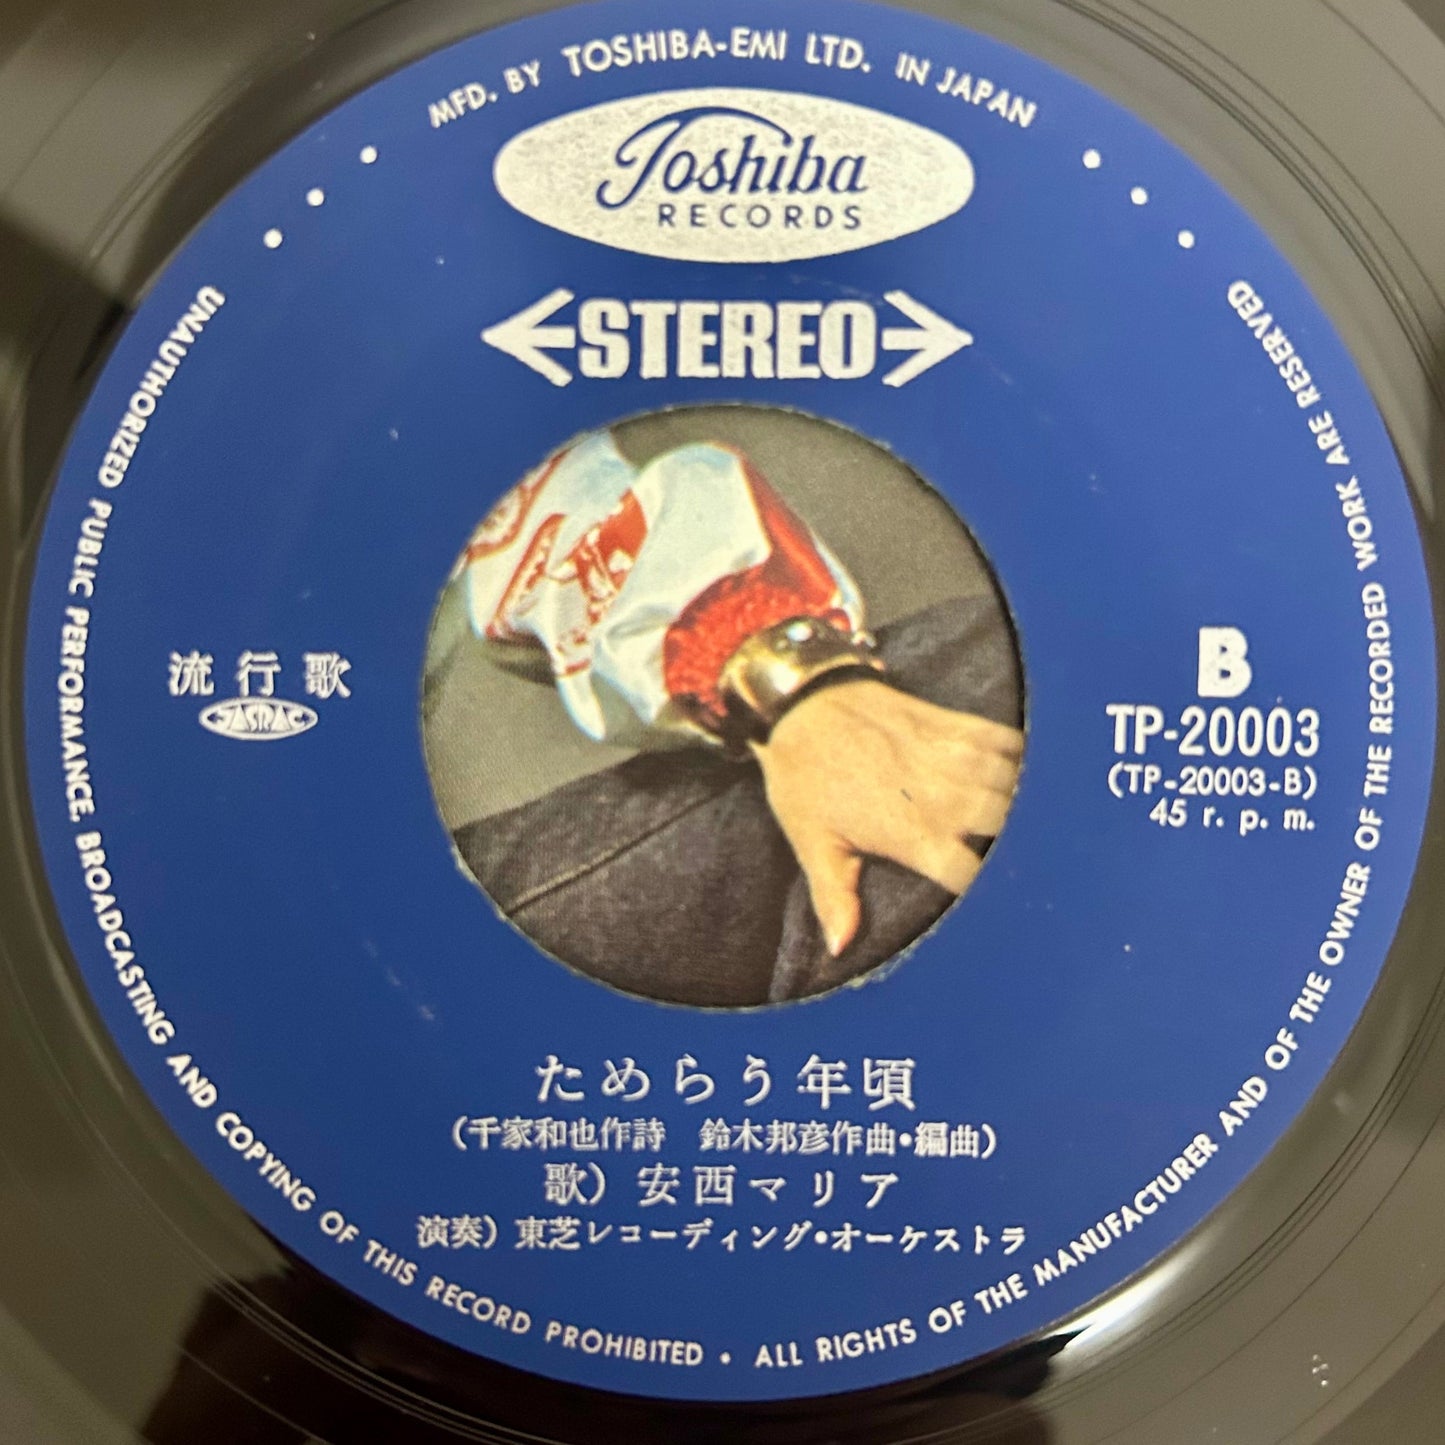 MFD. BY TOSHIBA-EMI LTD. IN JAPAN
Toshiba
RECORDS
STEREO
流行歌
JASRAC
B
TP-20003
(TP-20003-B)
45 r. p. m.
ためらう年頃
(千家和也作詩 鈴木邦彦作曲・編曲)
歌) 安西マリア
演奏) 東芝レコーディング・オーケストラ
UNAUTHORIZED PUBLIC PERFORMANCE, BROADCASTING AND COPYING OF THIS RECORD PROHIBITED • ALL RIGHTS OF THE MANUFACTURER AND OF THE OWNER OF THE RECORDED WORK ARE RESERVED